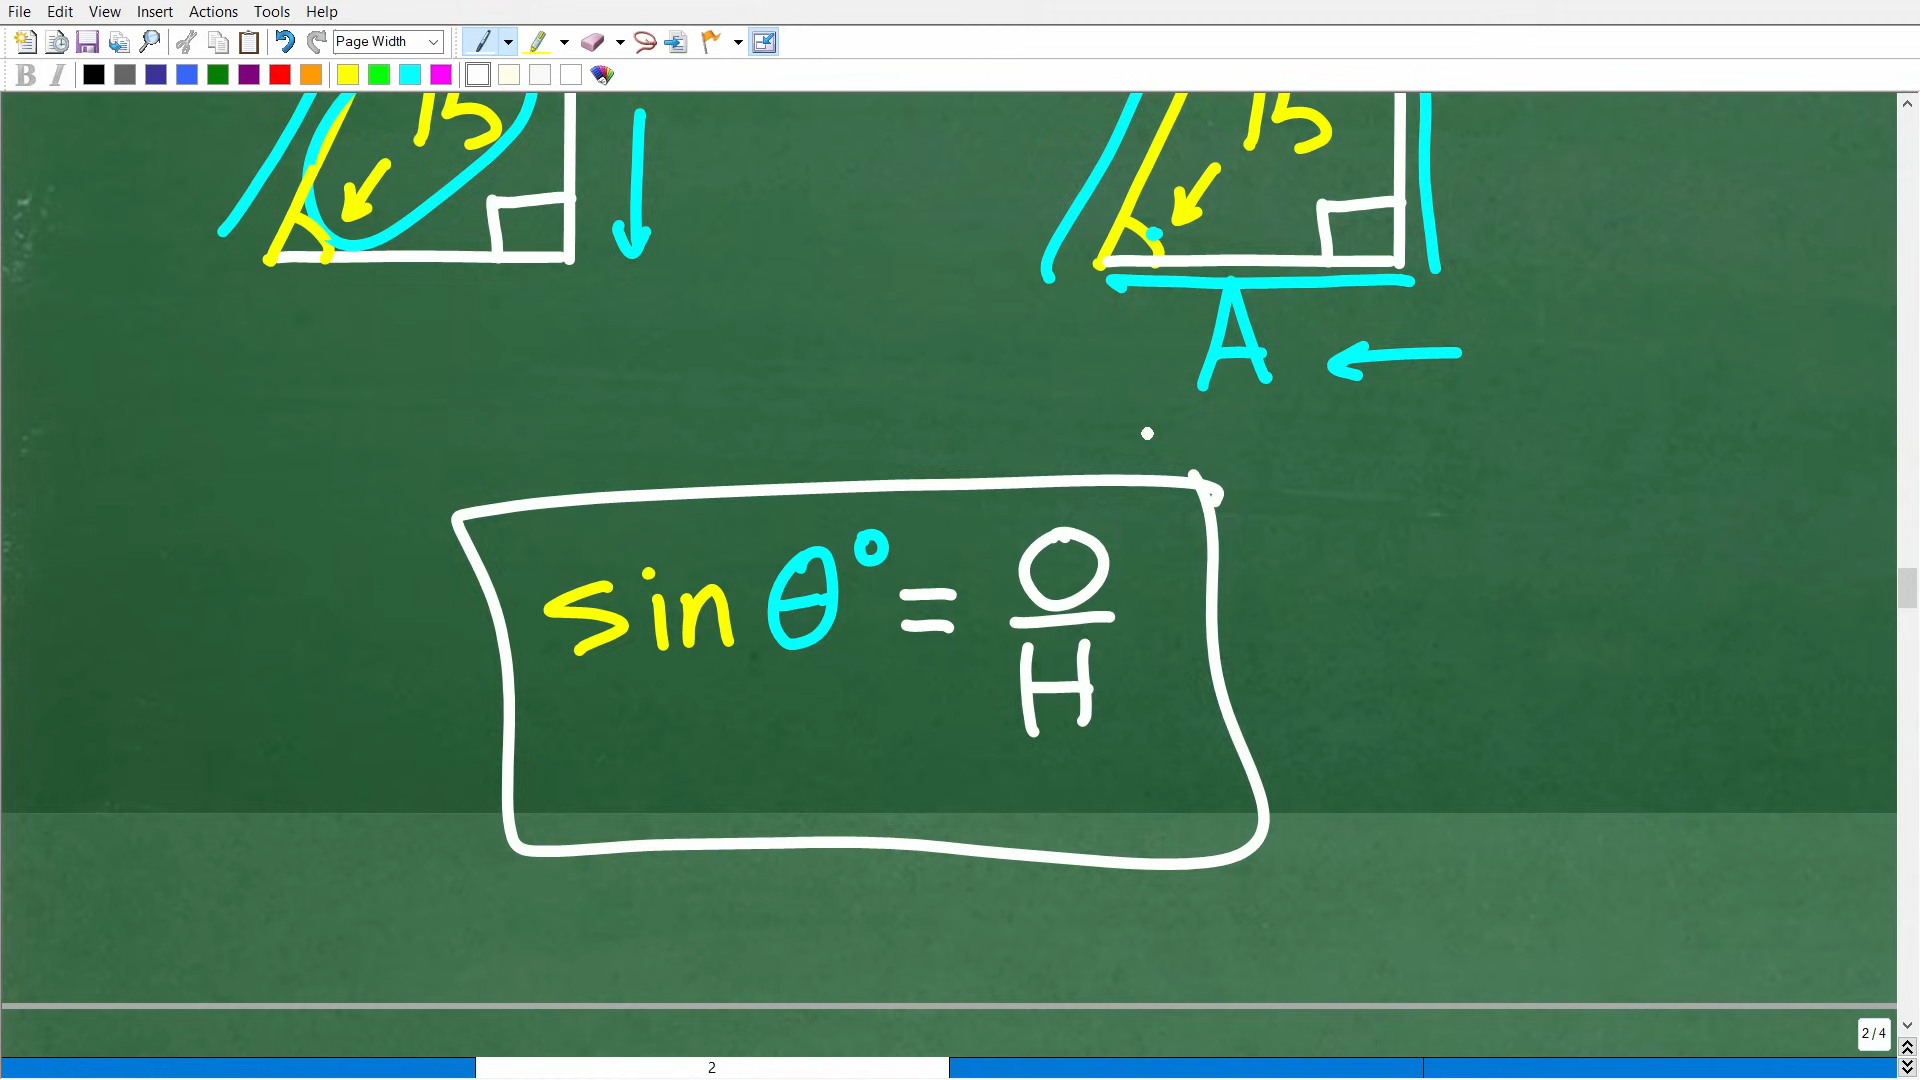 File Edit View Insert Actions Tools Help
Page Width
B I
15 15
A
sin θ° = O/H
2 / 4
2